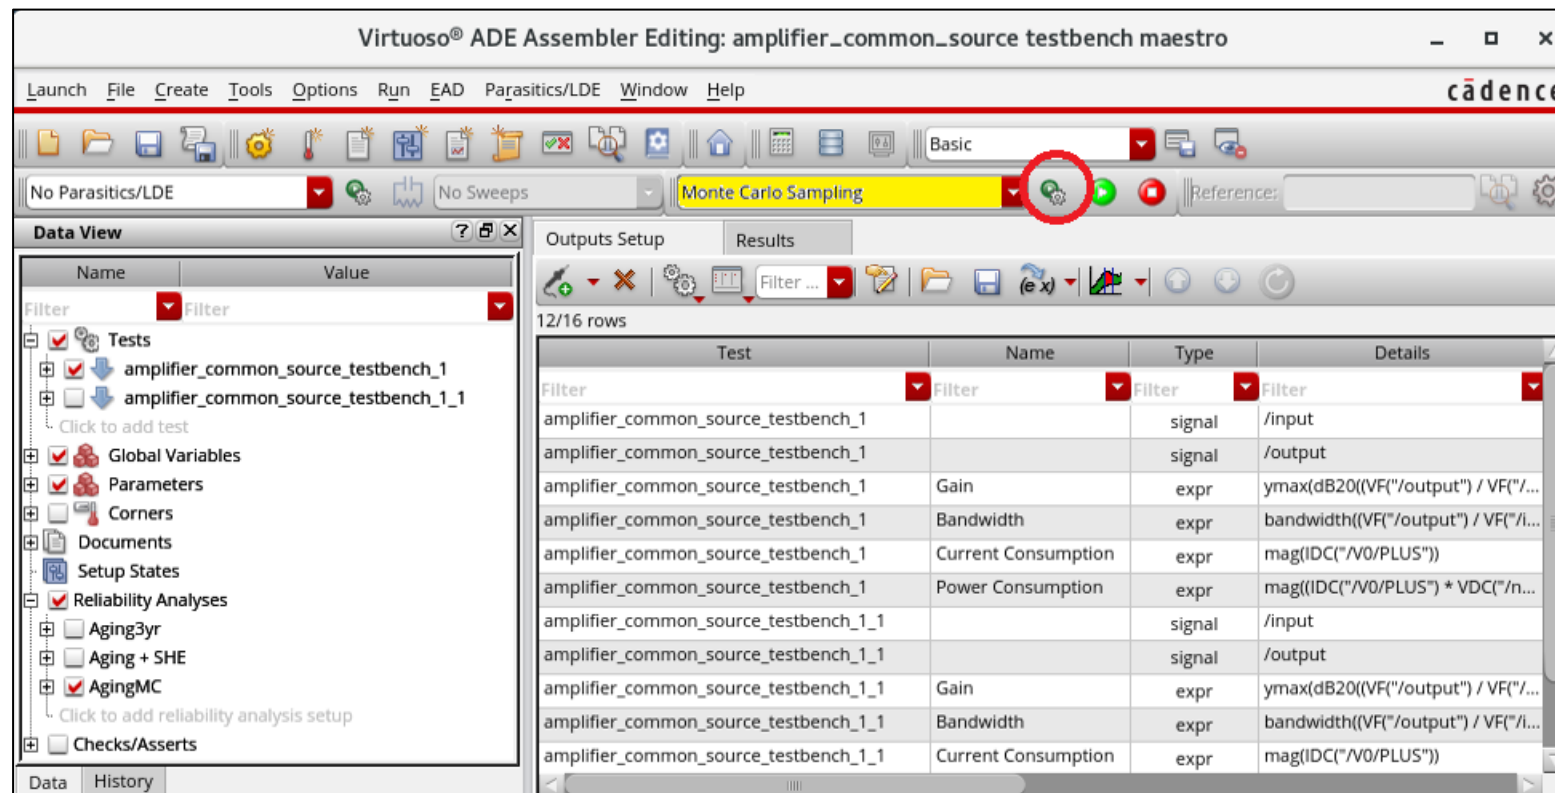 Virtuoso® ADE Assembler Editing: amplifier_common_source testbench maestro
Launch File Create Tools Options Run EAD Parasitics/LDE Window Help
cādence
Basic
No Parasitics/LDE
No Sweeps
Monte Carlo Sampling
Reference:
Data View
Name Value
Filter Filter
Tests
amplifier_common_source_testbench_1
amplifier_common_source_testbench_1_1
Click to add test
Global Variables
Parameters
Corners
Documents
Setup States
Reliability Analyses
Aging3yr
Aging + SHE
AgingMC
Click to add reliability analysis setup
Checks/Asserts
Data History
Outputs Setup Results
Filter ...
(e x)
12/16 rows
Test Name Type Details
Filter Filter Filter Filter
amplifier_common_source_testbench_1 signal /input
amplifier_common_source_testbench_1 signal /output
amplifier_common_source_testbench_1 Gain expr ymax(dB20((VF("/output") / VF("/...
amplifier_common_source_testbench_1 Bandwidth expr bandwidth((VF("/output") / VF("/i...
amplifier_common_source_testbench_1 Current Consumption expr mag(IDC("/V0/PLUS"))
amplifier_common_source_testbench_1 Power Consumption expr mag((IDC("/V0/PLUS") * VDC("/n...
amplifier_common_source_testbench_1_1 signal /input
amplifier_common_source_testbench_1_1 signal /output
amplifier_common_source_testbench_1_1 Gain expr ymax(dB20((VF("/output") / VF("/...
amplifier_common_source_testbench_1_1 Bandwidth expr bandwidth((VF("/output") / VF("/i...
amplifier_common_source_testbench_1_1 Current Consumption expr mag(IDC("/V0/PLUS"))